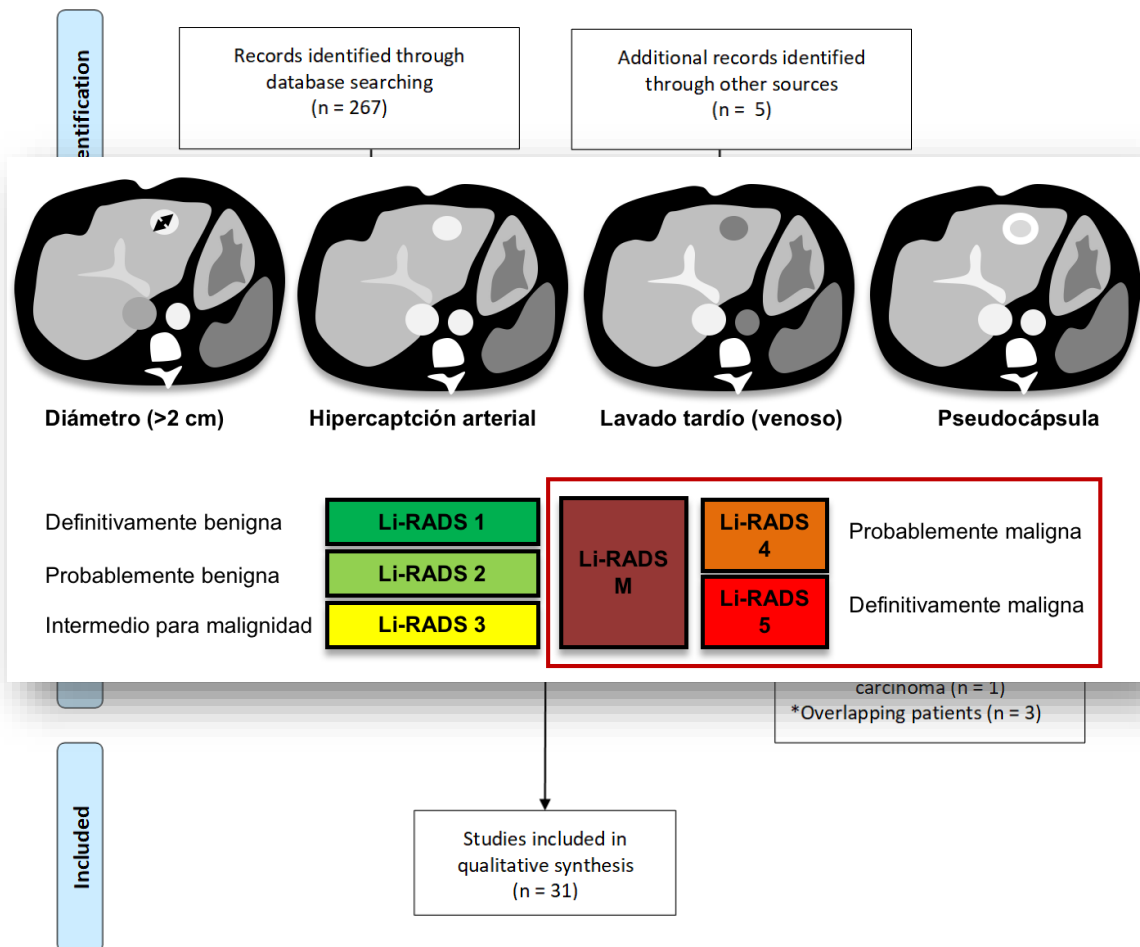 Records identified through
database searching
(n = 267)
Additional records identified
through other sources
(n = 5)
entification
Diámetro (>2 cm)
Hipercaptción arterial
Lavado tardío (venoso)
Pseudocápsula
Definitivamente benigna
Li-RADS 1
Probablemente benigna
Li-RADS 2
Intermedio para malignidad
Li-RADS 3
Li-RADS
M
Li-RADS
4
Probablemente maligna
Li-RADS
5
Definitivamente maligna
carcinoma (n = 1)
*Overlapping patients (n = 3)
Included
Studies included in
qualitative synthesis
(n = 31)